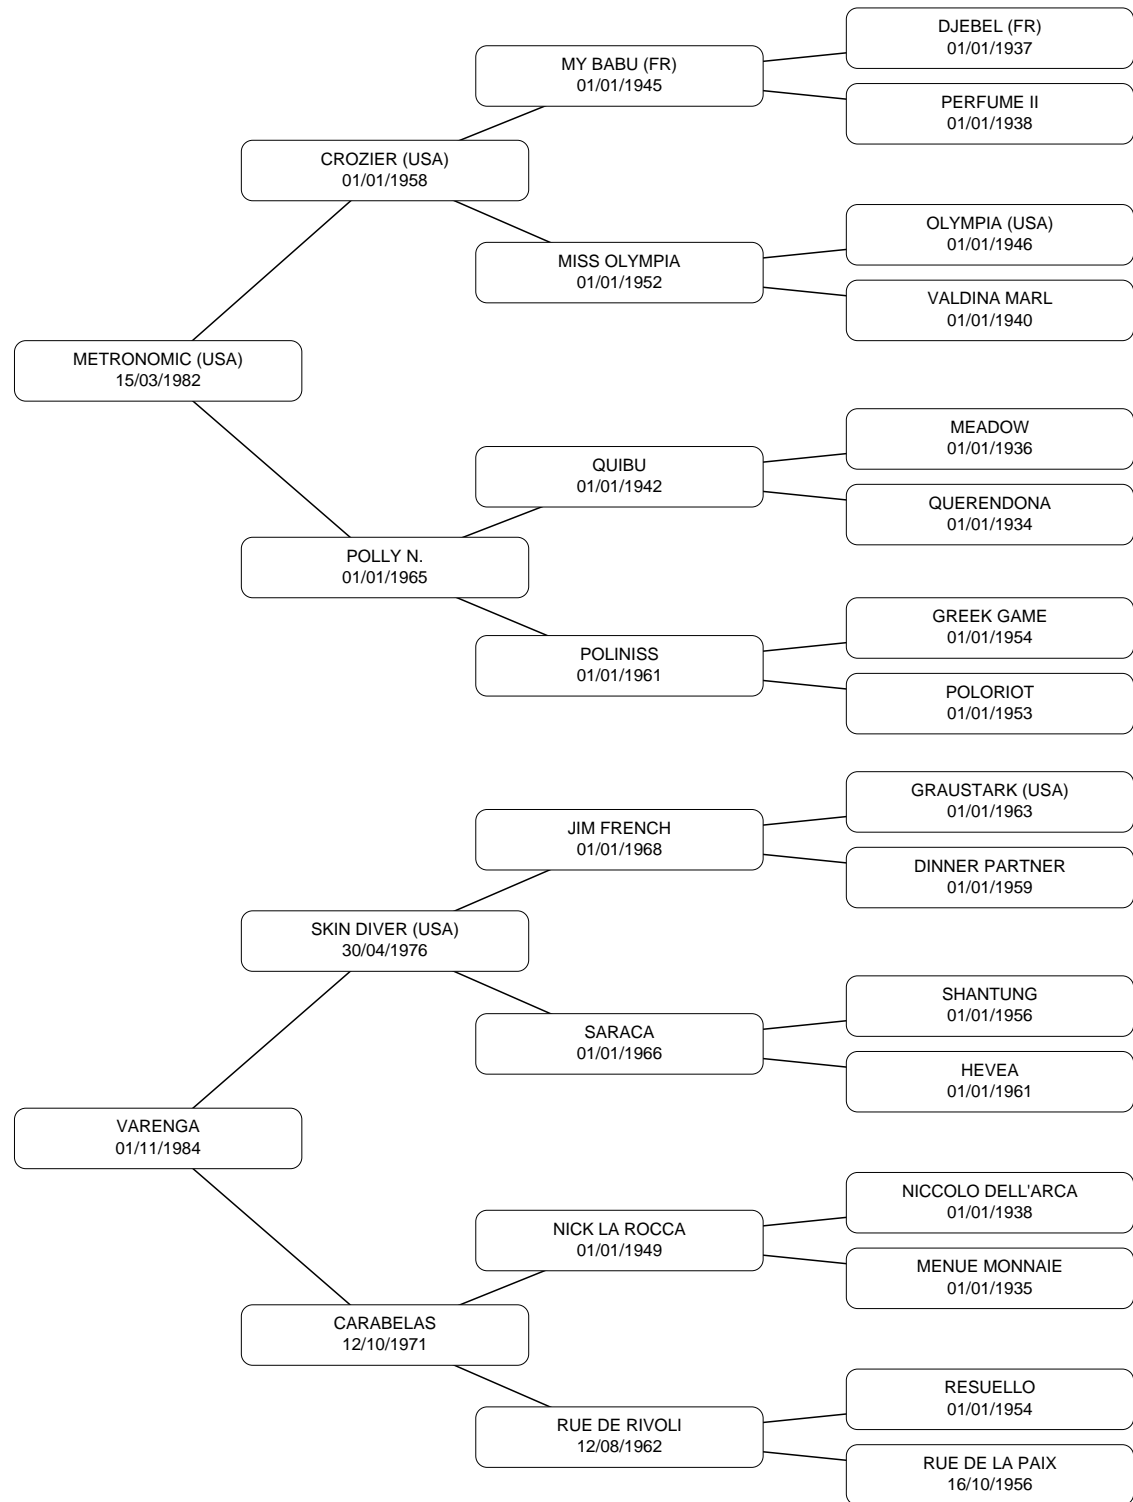 DJEBEL (FR)
01/01/1937
MY BABU (FR)
01/01/1945
PERFUME II
01/01/1938
CROZIER (USA)
01/01/1958
OLYMPIA (USA)
01/01/1946
MISS OLYMPIA
01/01/1952
VALDINA MARL
01/01/1940
METRONOMIC (USA)
15/03/1982
MEADOW
01/01/1936
QUIBU
01/01/1942
QUERENDONA
01/01/1934
POLLY N.
01/01/1965
GREEK GAME
01/01/1954
POLINISS
01/01/1961
POLORIOT
01/01/1953
GRAUSTARK (USA)
01/01/1963
JIM FRENCH
01/01/1968
DINNER PARTNER
01/01/1959
SKIN DIVER (USA)
30/04/1976
SHANTUNG
01/01/1956
SARACA
01/01/1966
HEVEA
01/01/1961
VARENGA
01/11/1984
NICCOLO DELL'ARCA
01/01/1938
NICK LA ROCCA
01/01/1949
MENUE MONNAIE
01/01/1935
CARABELAS
12/10/1971
RESUELLO
01/01/1954
RUE DE RIVOLI
12/08/1962
RUE DE LA PAIX
16/10/1956